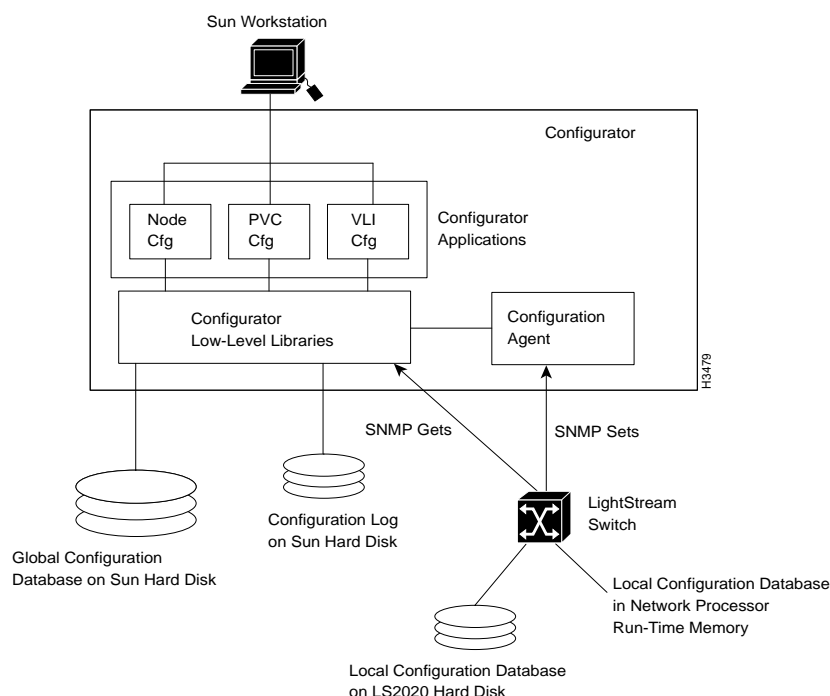 Sun Workstation
Configurator
Node
Cfg
PVC
Cfg
VLI
Cfg
Configurator
Applications
Configurator
Low-Level Libraries
Configuration
Agent
H3479
SNMP Gets
SNMP Sets
LightStream
Switch
Configuration Log
on Sun Hard Disk
Global Configuration
Database on Sun Hard Disk
Local Configuration Database
in Network Processor
Run-Time Memory
Local Configuration Database
on LS2020 Hard Disk